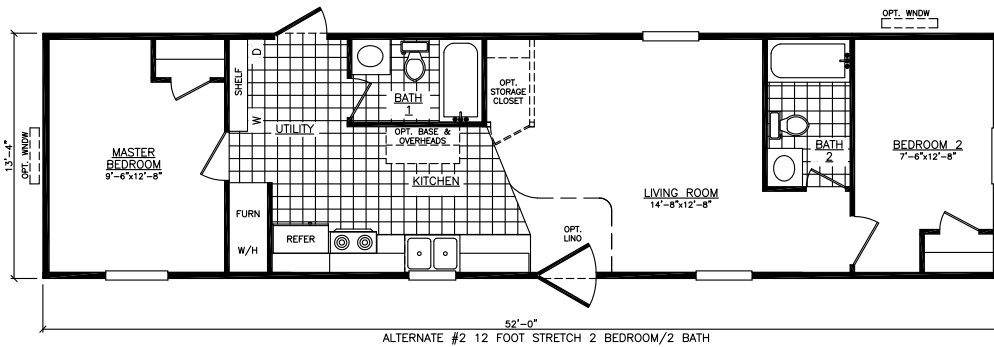 OPT. WNDW
13'-4"
OPT. WNDW
MASTER
BEDROOM
9'-6"x12'-8"
SHELF
D
W
UTILITY
BATH
1
OPT. BASE &
OVERHEADS
KITCHEN
FURN
W/H
REFER
OPT.
STORAGE
CLOSET
LIVING ROOM
14'-8"x12'-8"
OPT.
LINO
BATH
2
BEDROOM 2
7'-6"x12'-8"
52'-0"
ALTERNATE #2 12 FOOT STRETCH 2 BEDROOM/2 BATH